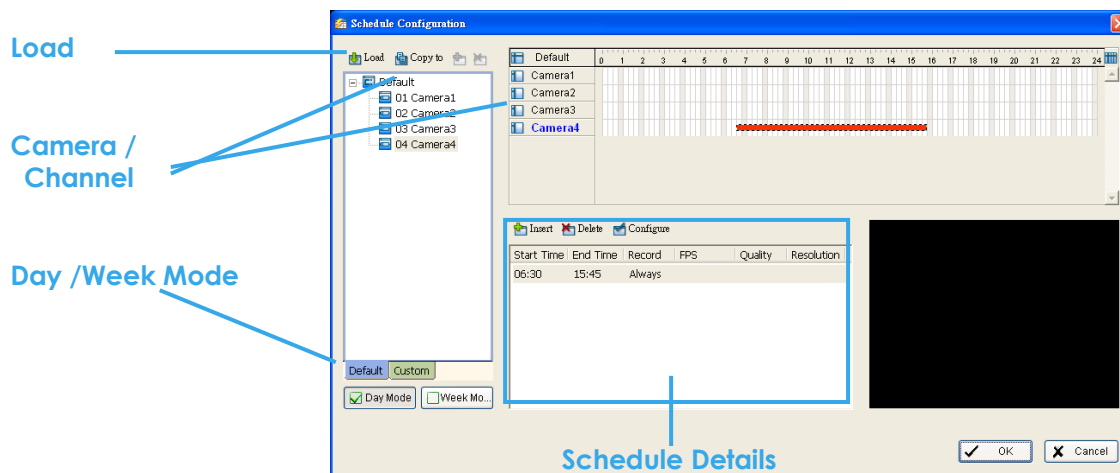 Schedule Configuration
Load
Load Copy to
Default
01 Camera1
02 Camera2
03 Camera3
04 Camera4
Camera /
Channel
Day /Week Mode
Default Custom
Day Mode Week Mo...
Default 0 1 2 3 4 5 6 7 8 9 10 11 12 13 14 15 16 17 18 19 20 21 22 23 24
Camera1
Camera2
Camera3
Camera4
Insert Delete Configure
Start Time End Time Record FPS Quality Resolution
06:30 15:45 Always
Schedule Details
OK Cancel